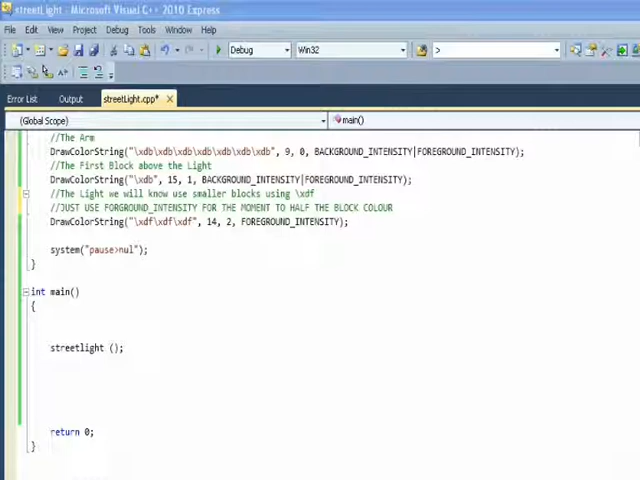 streetLight - Microsoft Visual C++ 2010 Express
File Edit View Project Debug Tools Window Help
Debug Win32 >
Error List Output streetLight.cpp* X
(Global Scope) main()
//The Arm
DrawColorString("\xdb\xdb\xdb\xdb\xdb\xdb\xdb", 9, 0, BACKGROUND_INTENSITY|FOREGROUND_INTENSITY);
//The First Block above the Light
DrawColorString("\xdb", 15, 1, BACKGROUND_INTENSITY|FOREGROUND_INTENSITY);
//The Light we will know use smaller blocks using \xdf
//JUST USE FORGROUND_INTENSITY FOR THE MOMENT TO HALF THE BLOCK COLOUR
DrawColorString("\xdf\xdf\xdf", 14, 2, FOREGROUND_INTENSITY);
system("pause>nul");
}
int main()
{
streetlight ();
return 0;
}